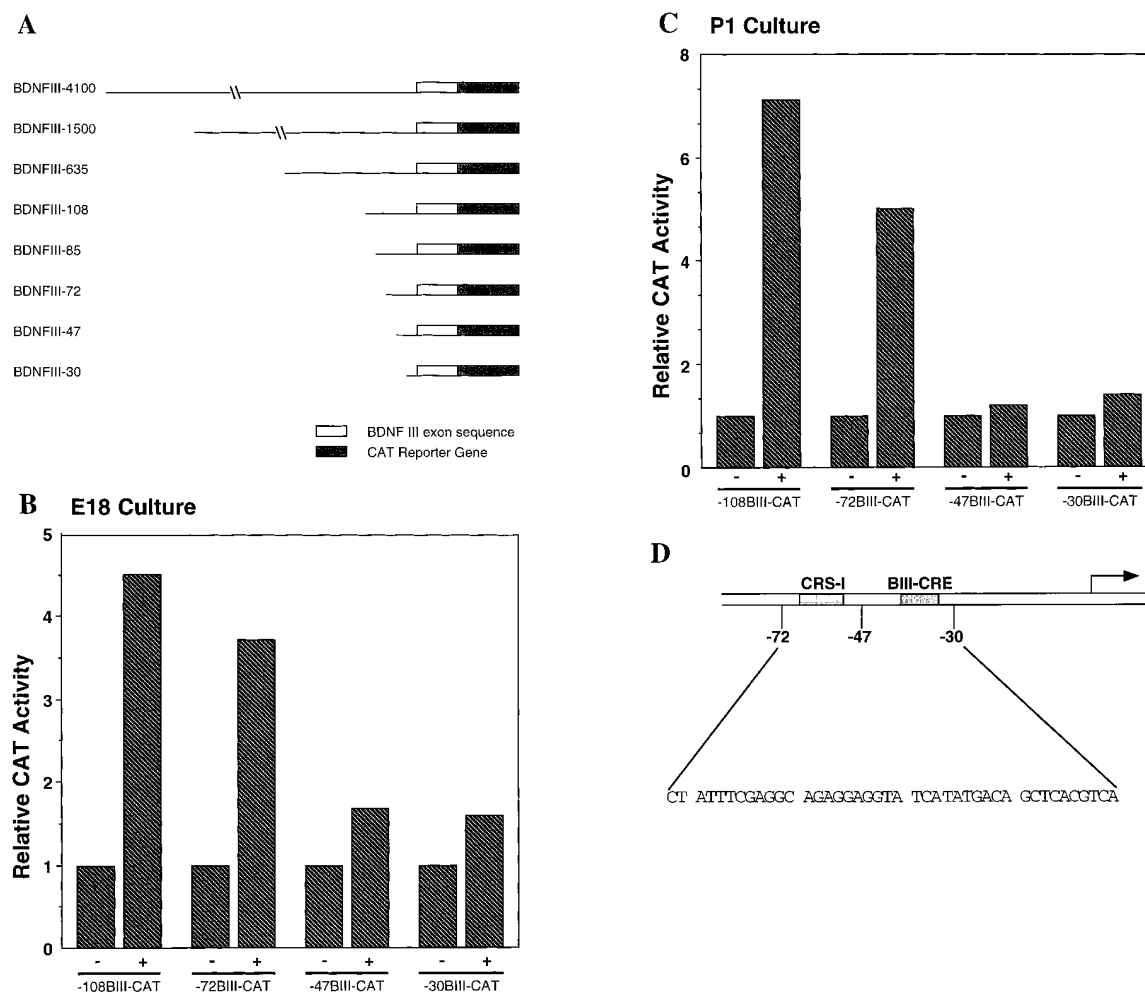 A
BDNFIII-4100
BDNFIII-1500
BDNFIII-635
BDNFIII-108
BDNFIII-85
BDNFIII-72
BDNFIII-47
BDNFIII-30
BDNF III exon sequence
CAT Reporter Gene
B E18 Culture
Relative CAT Activity
5
4
3
2
1
0
- + - + - + - +
-108BIII-CAT -72BIII-CAT -47BIII-CAT -30BIII-CAT
C P1 Culture
Relative CAT Activity
8
6
4
2
0
- + - + - + - +
-108BIII-CAT -72BIII-CAT -47BIII-CAT -30BIII-CAT
D
CRS-I BIII-CRE
-72 -47 -30
CT ATTTCGAGGC AGAGGAGGTA TCATATGACA GCTCACGTCA